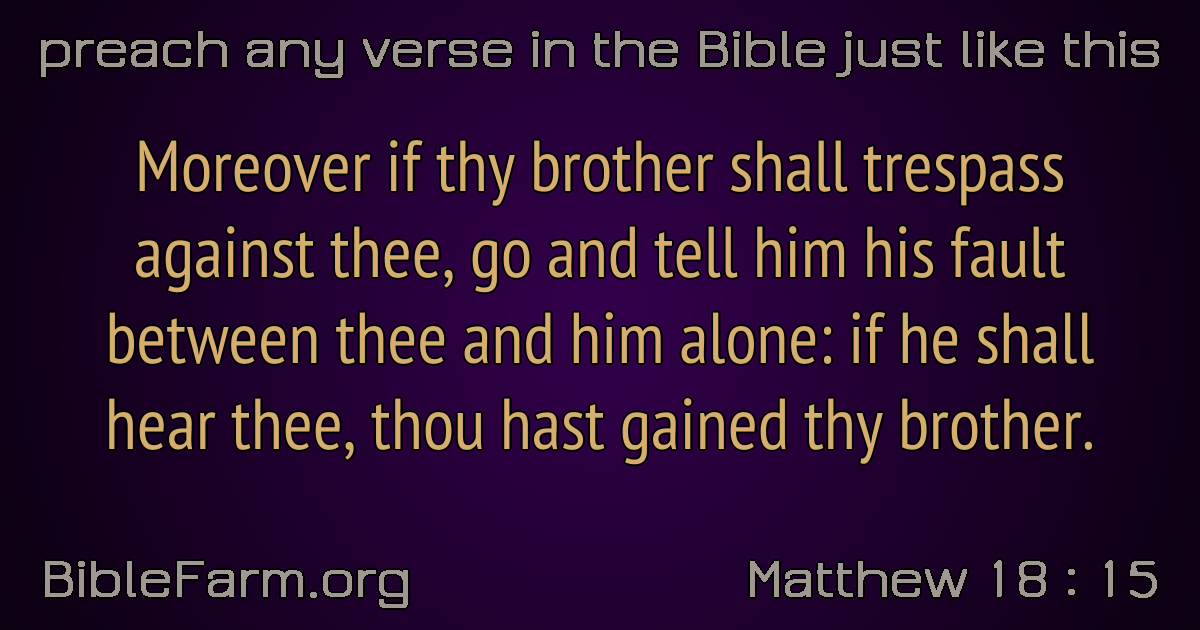 preach any verse in the Bible just like this
Moreover if thy brother shall trespass
against thee, go and tell him his fault
between thee and him alone: if he shall
hear thee, thou hast gained thy brother.
BibleFarm.org
Matthew 18 : 15